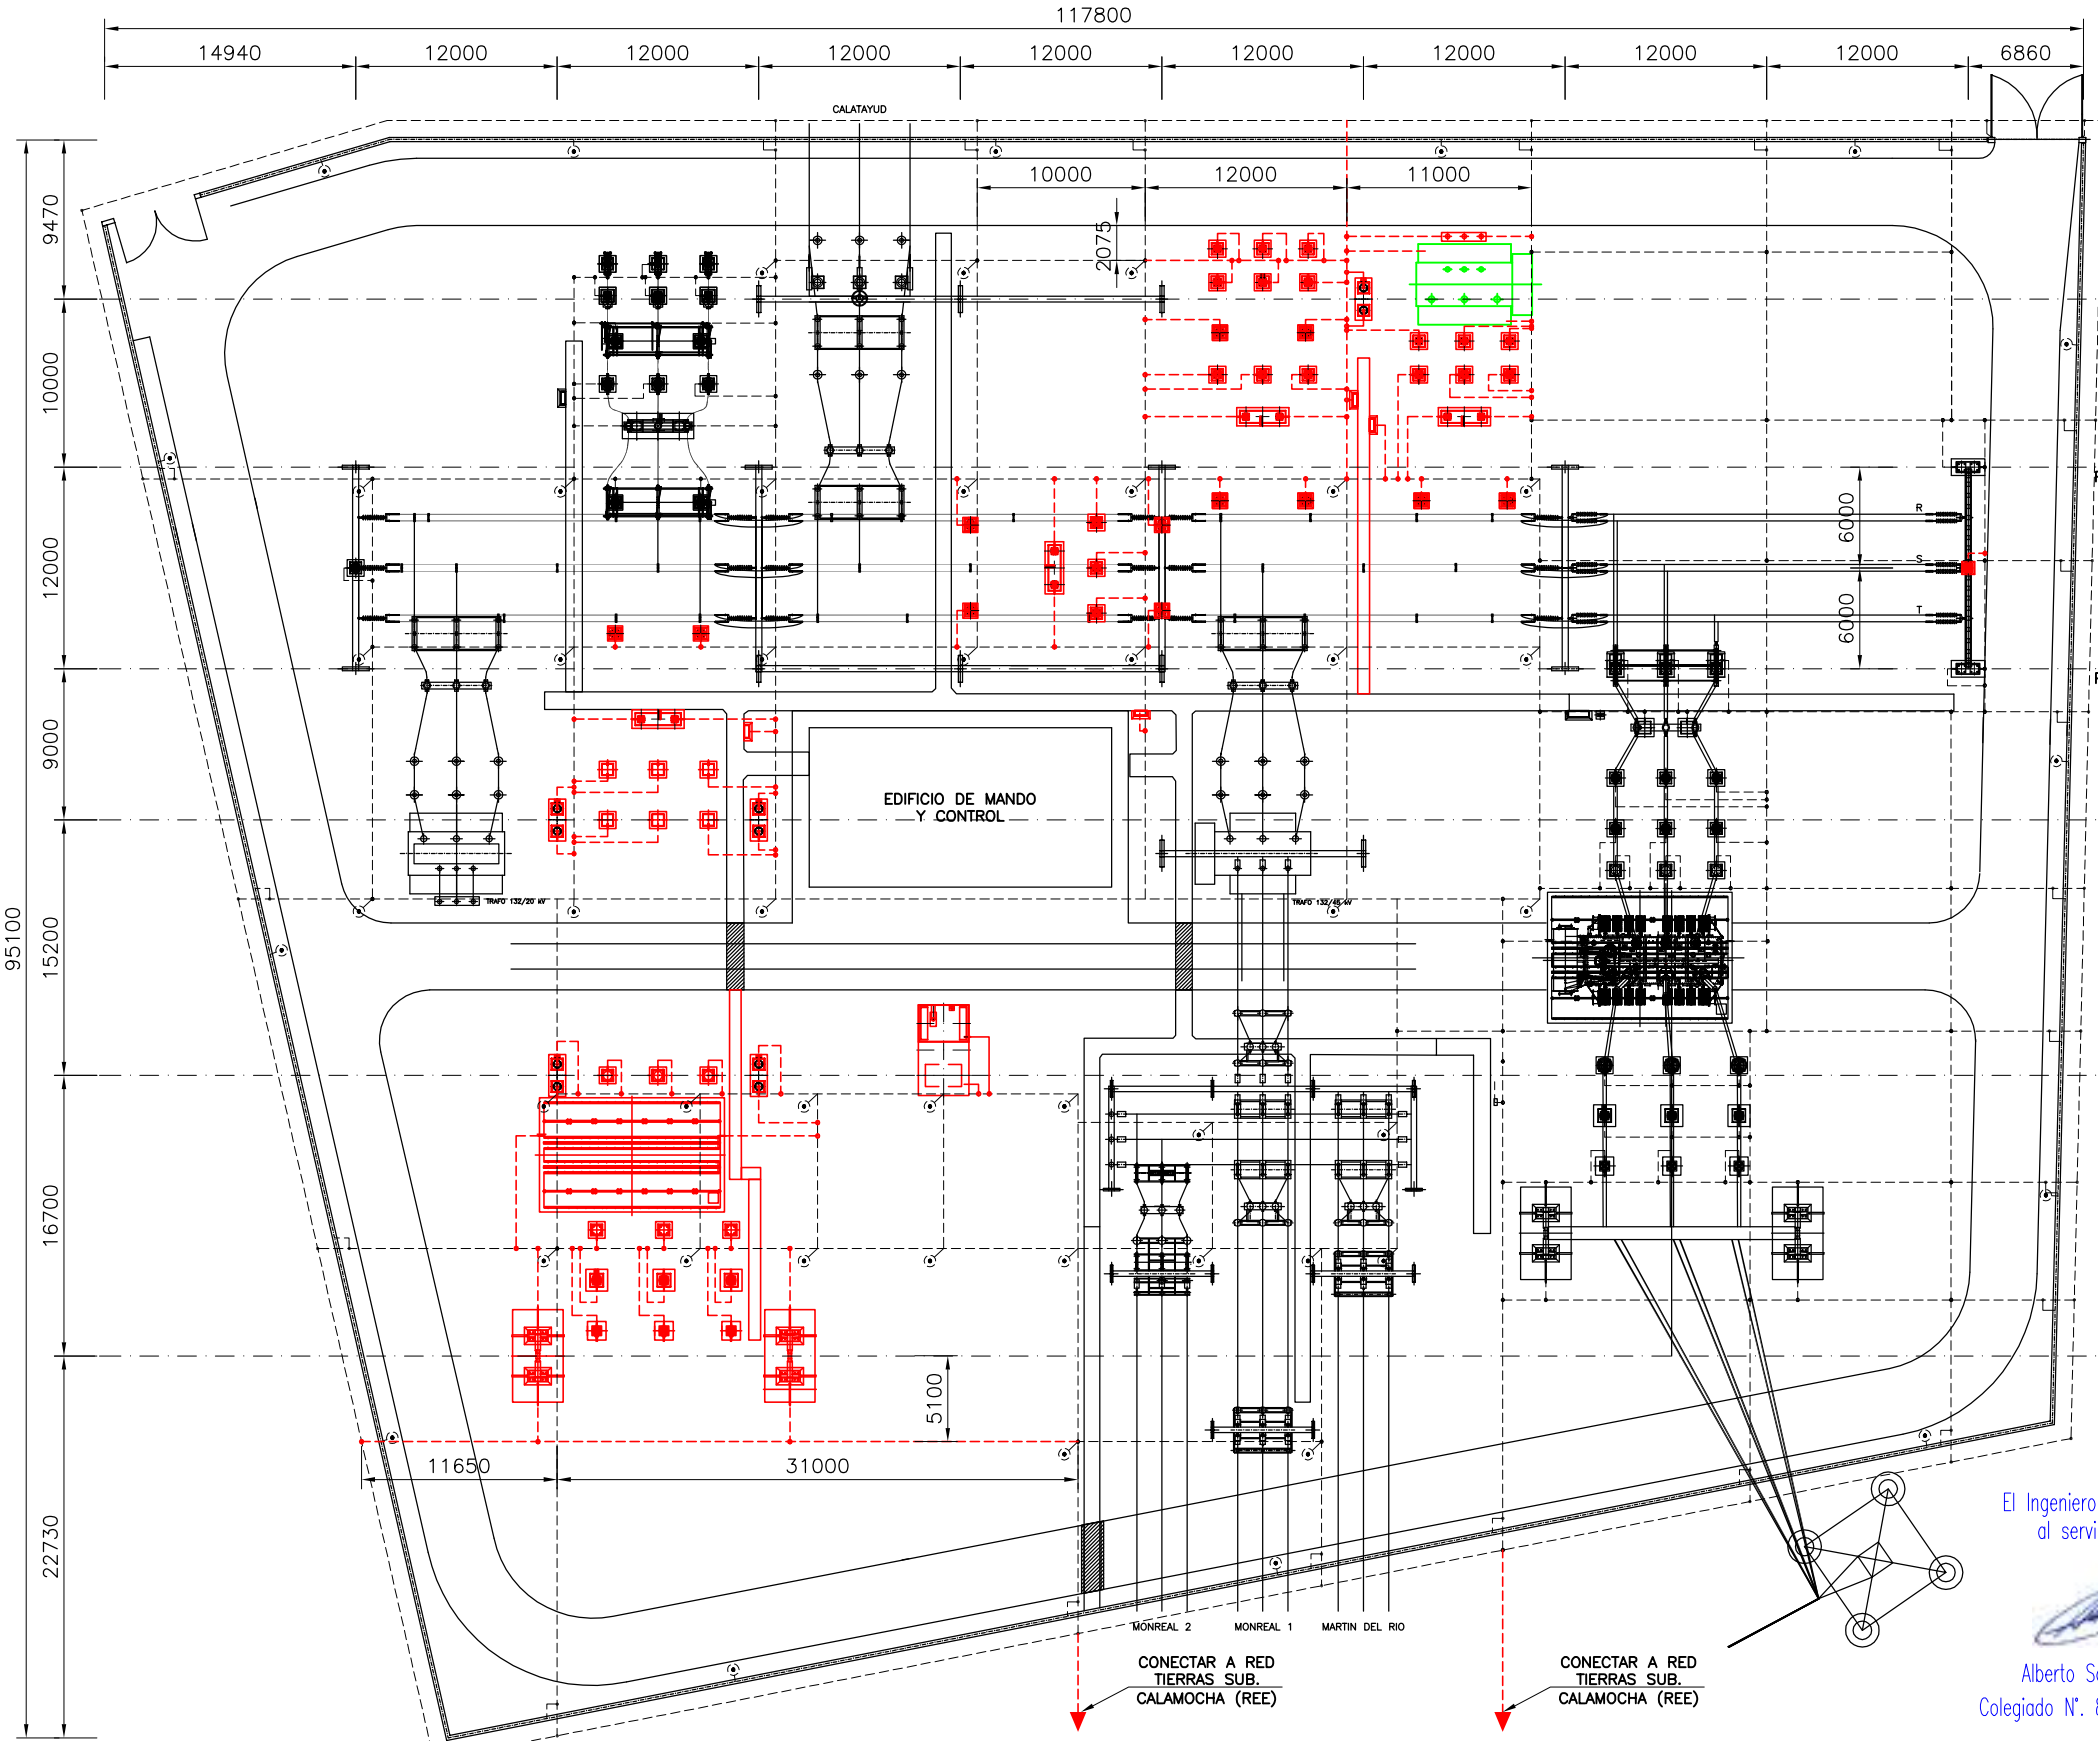 117800
14940 12000 12000 12000 12000 12000 12000 12000 12000 6860
CALATAYUD
10000 12000 11000
2075
95100
9470
10000
12000
9000
15200
16700
22730
6000
6000
R
S
T
EDIFICIO DE MANDO
Y CONTROL
TRAFO 132/20 kV
TRAFO 132/45 kV
5100
11650 31000
MONREAL 2 MONREAL 1 MARTIN DEL RIO
CONECTAR A RED
TIERRAS SUB.
CALAMOCHA (REE)
CONECTAR A RED
TIERRAS SUB.
CALAMOCHA (REE)
El Ingeniero
al servi
Alberto
Colegiado N°.